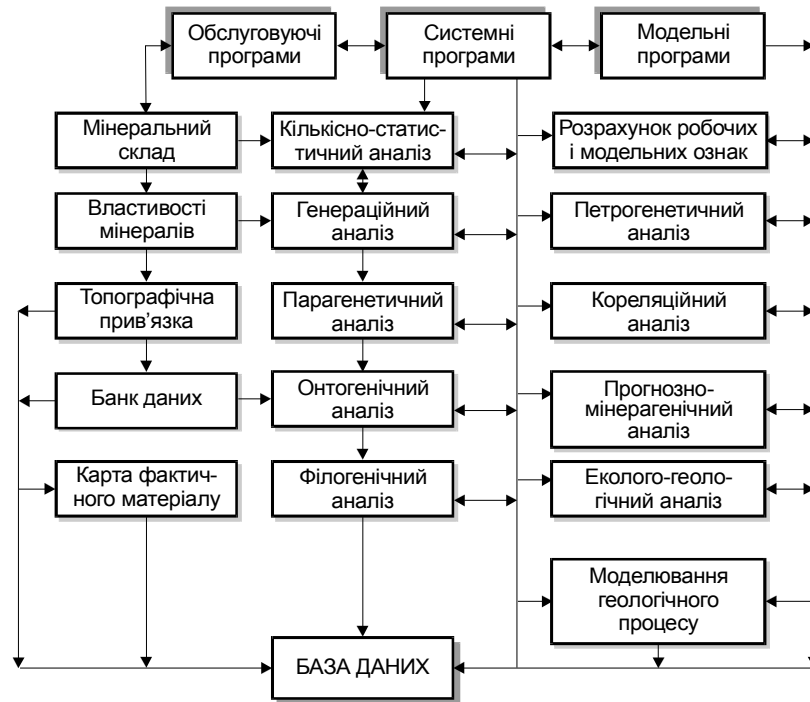 Обслуговуючі
програми
Системні
програми
Модельні
програми
Мінеральний
склад
Кількісно-статис-
тичний аналіз
Розрахунок робочих
і модельних ознак
Властивості
мінералів
Генераційний
аналіз
Петрогенетичний
аналіз
Топографічна
прив’язка
Парагенетичний
аналіз
Кореляційний
аналіз
Банк даних
Онтогенічний
аналіз
Прогнозно-
мінерагенічний
аналіз
Карта фактич-
ного матеріалу
Філогенічний
аналіз
Еколого-геоло-
гічний аналіз
Моделювання
геологічного
процесу
БАЗА ДАНИХ